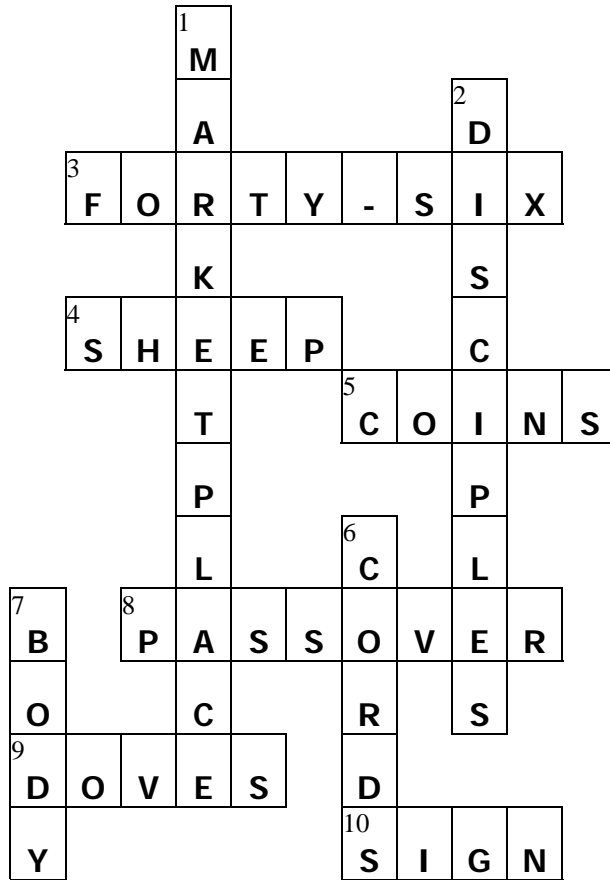 1
M
A 2 D
3 F O R T Y - S I X
K S
4 S H E E P C
T 5 C O I N S
P P
L 6 C L
7 B 8 P A S S O V E R
O C R S
9 D O V E S D
Y 10 S I G N